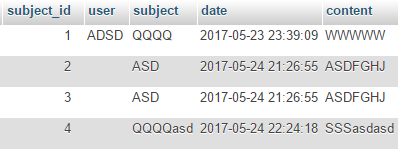 subject_id user subject date content
1 ADSD QQQQ 2017-05-23 23:39:09 WWWWW
2 ASD 2017-05-24 21:26:55 ASDFGHJ
3 ASD 2017-05-24 21:26:55 ASDFGHJ
4 QQQQasd 2017-05-24 22:24:18 SSSasdasd